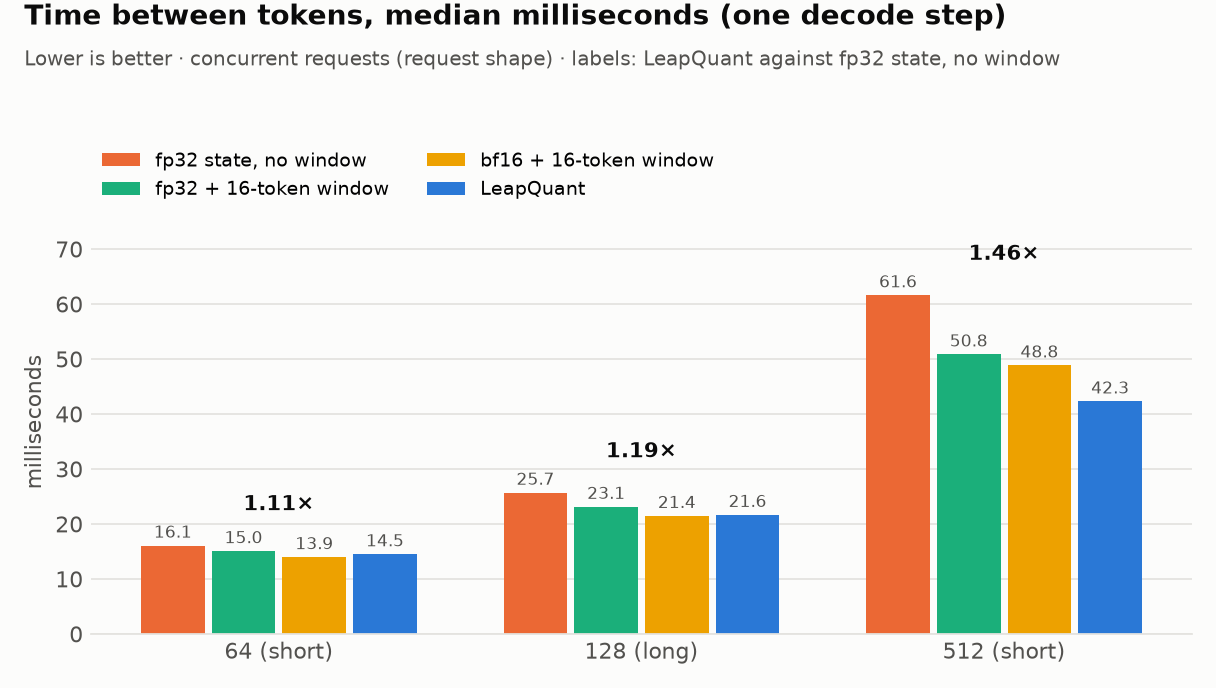 Time between tokens, median milliseconds (one decode step)
Lower is better · concurrent requests (request shape) · labels: LeapQuant against fp32 state, no window
fp32 state, no window
fp32 + 16-token window
bf16 + 16-token window
LeapQuant
milliseconds
70
60
50
40
30
20
10
0
1.11×
16.1
15.0
13.9
14.5
1.19×
25.7
23.1
21.4
21.6
1.46×
61.6
50.8
48.8
42.3
64 (short)
128 (long)
512 (short)